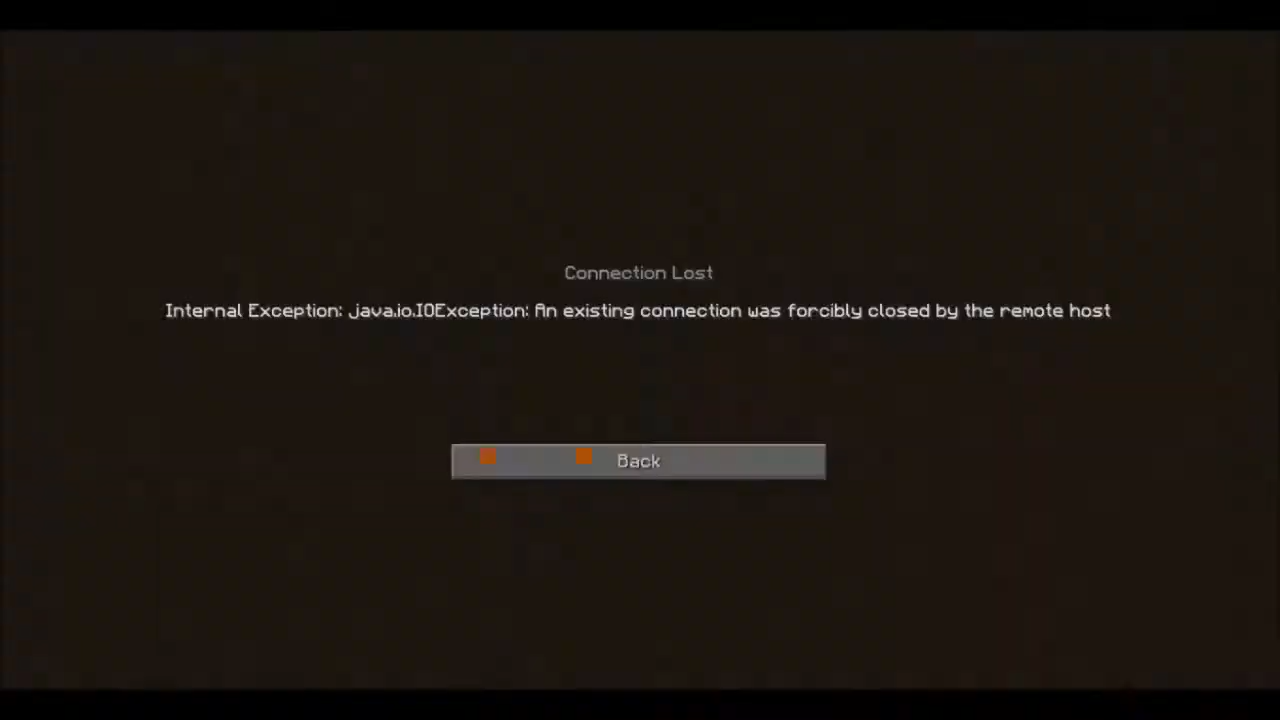 Connection Lost
Internal Exception: java.io.IOException: An existing connection was forcibly closed by the remote host
Back